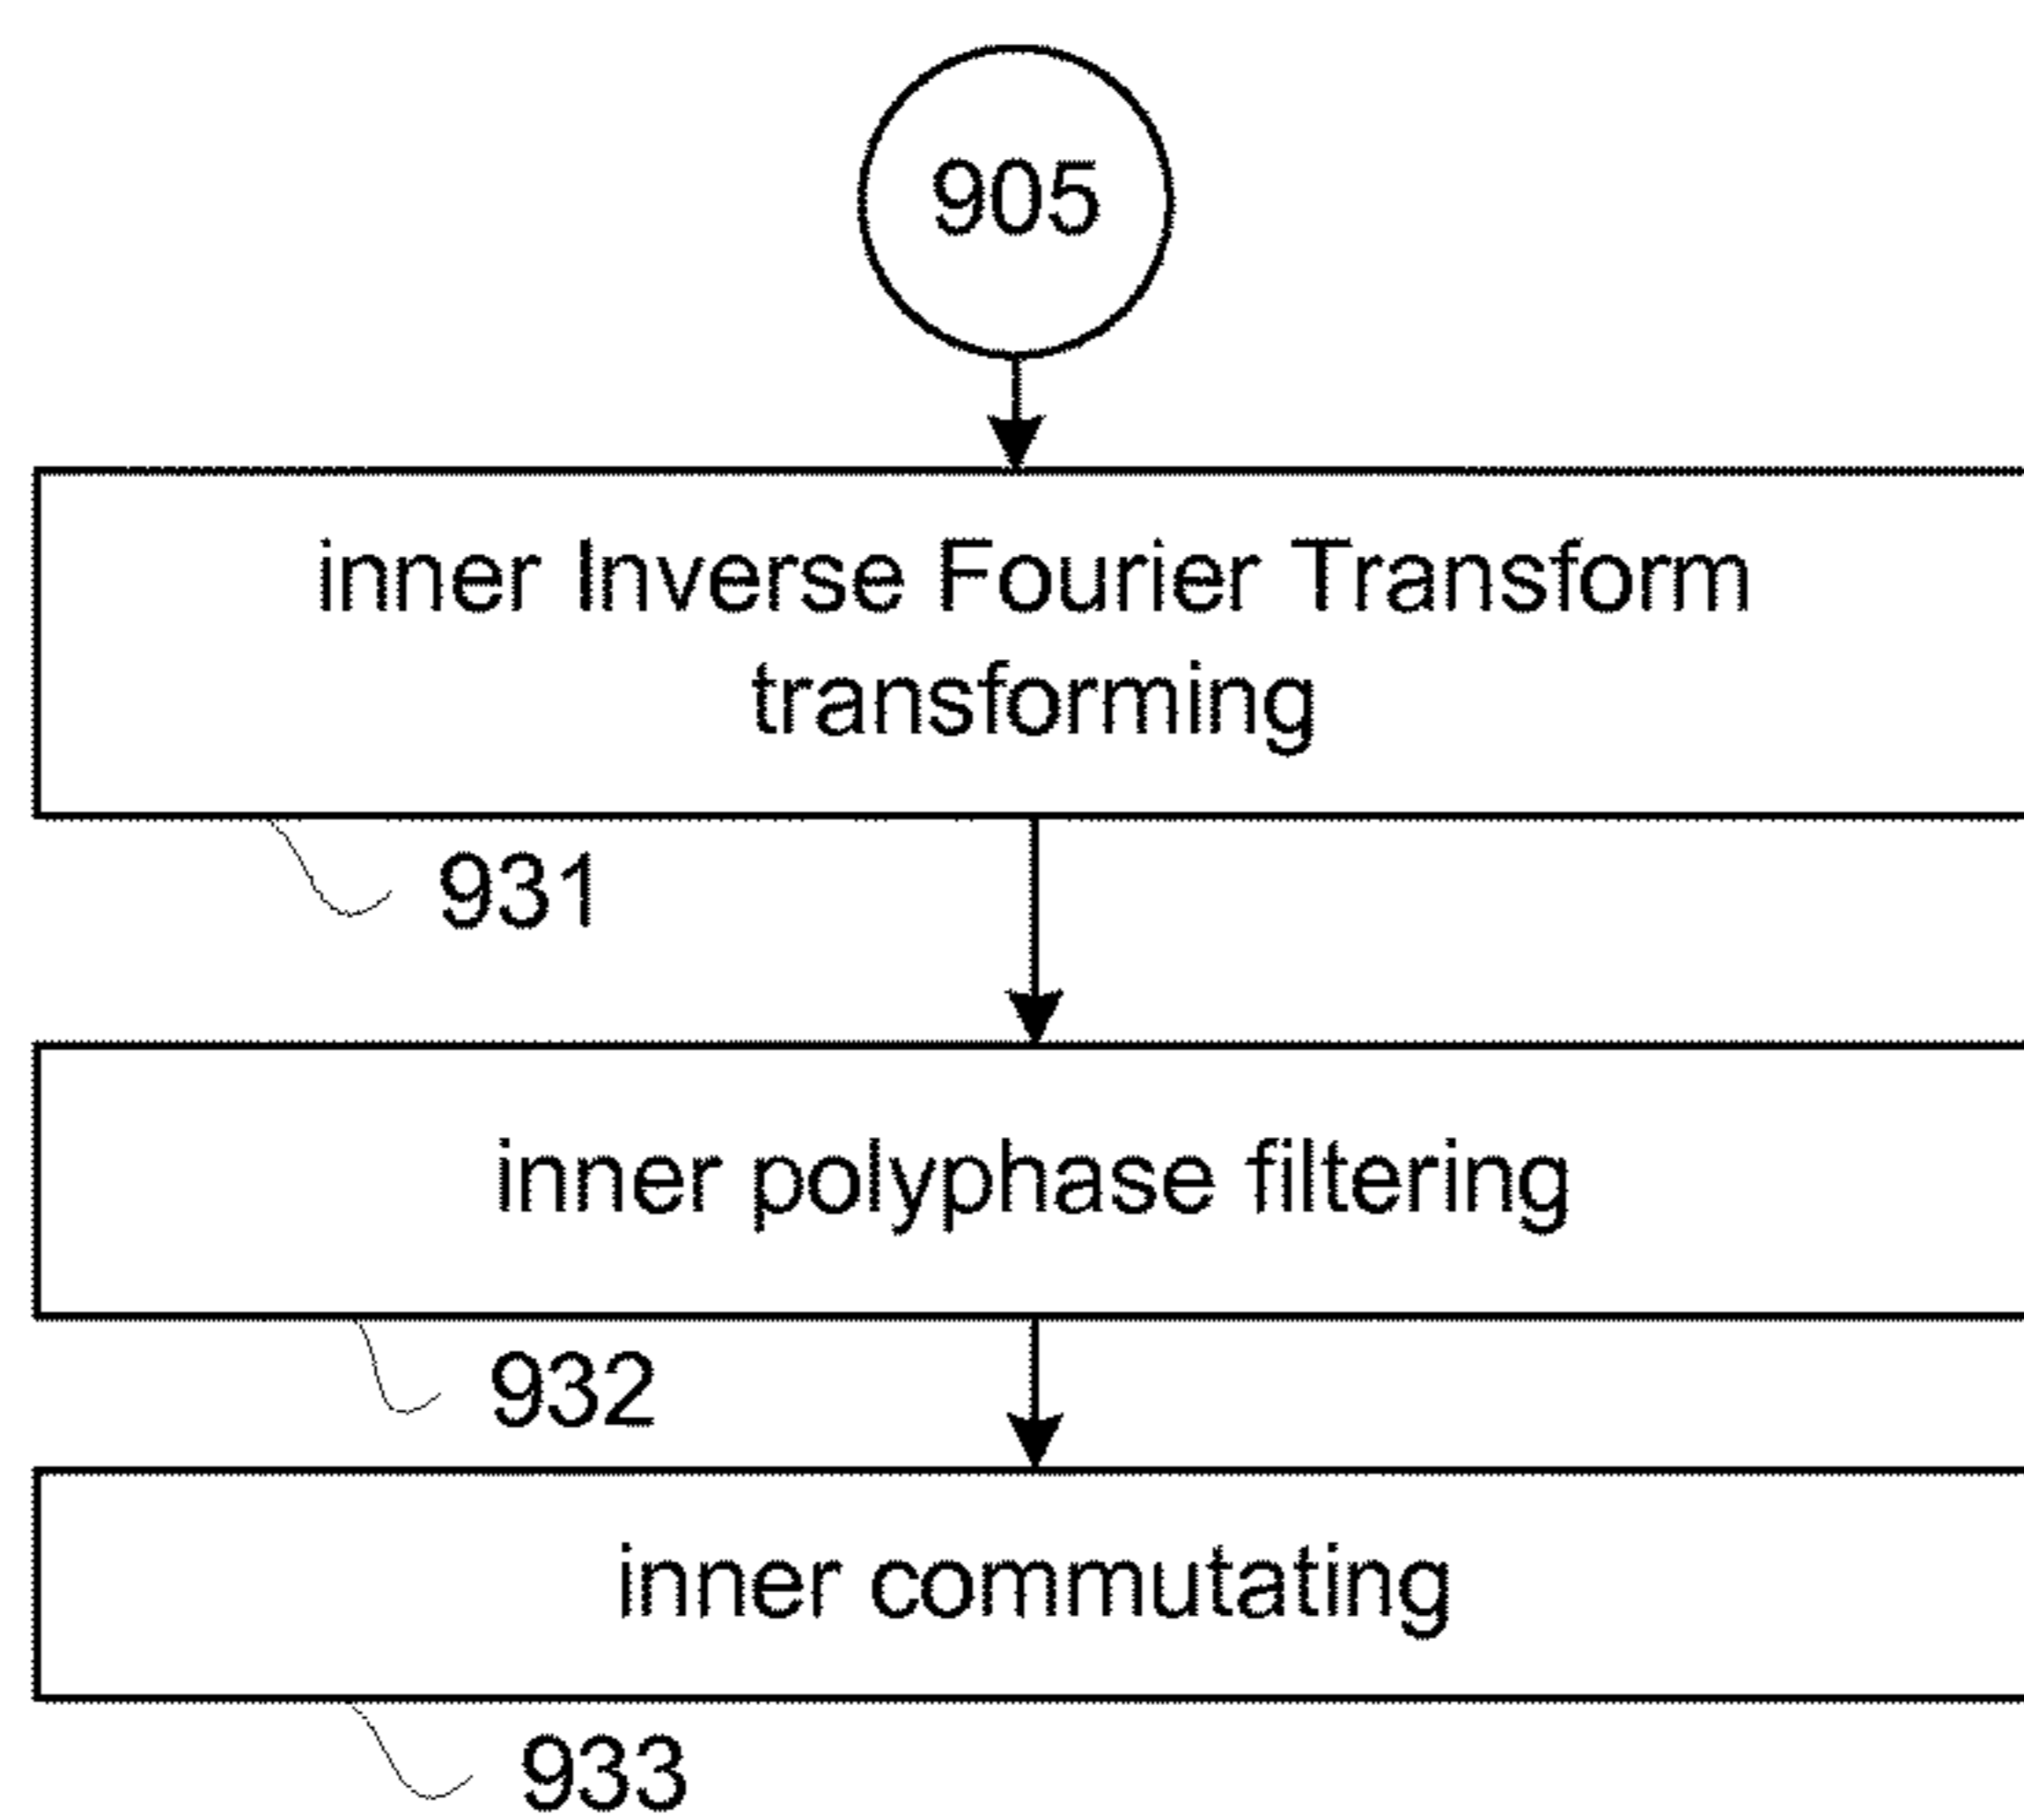 905
inner Inverse Fourier Transform
transforming
931
inner polyphase filtering
932
inner commutating
933